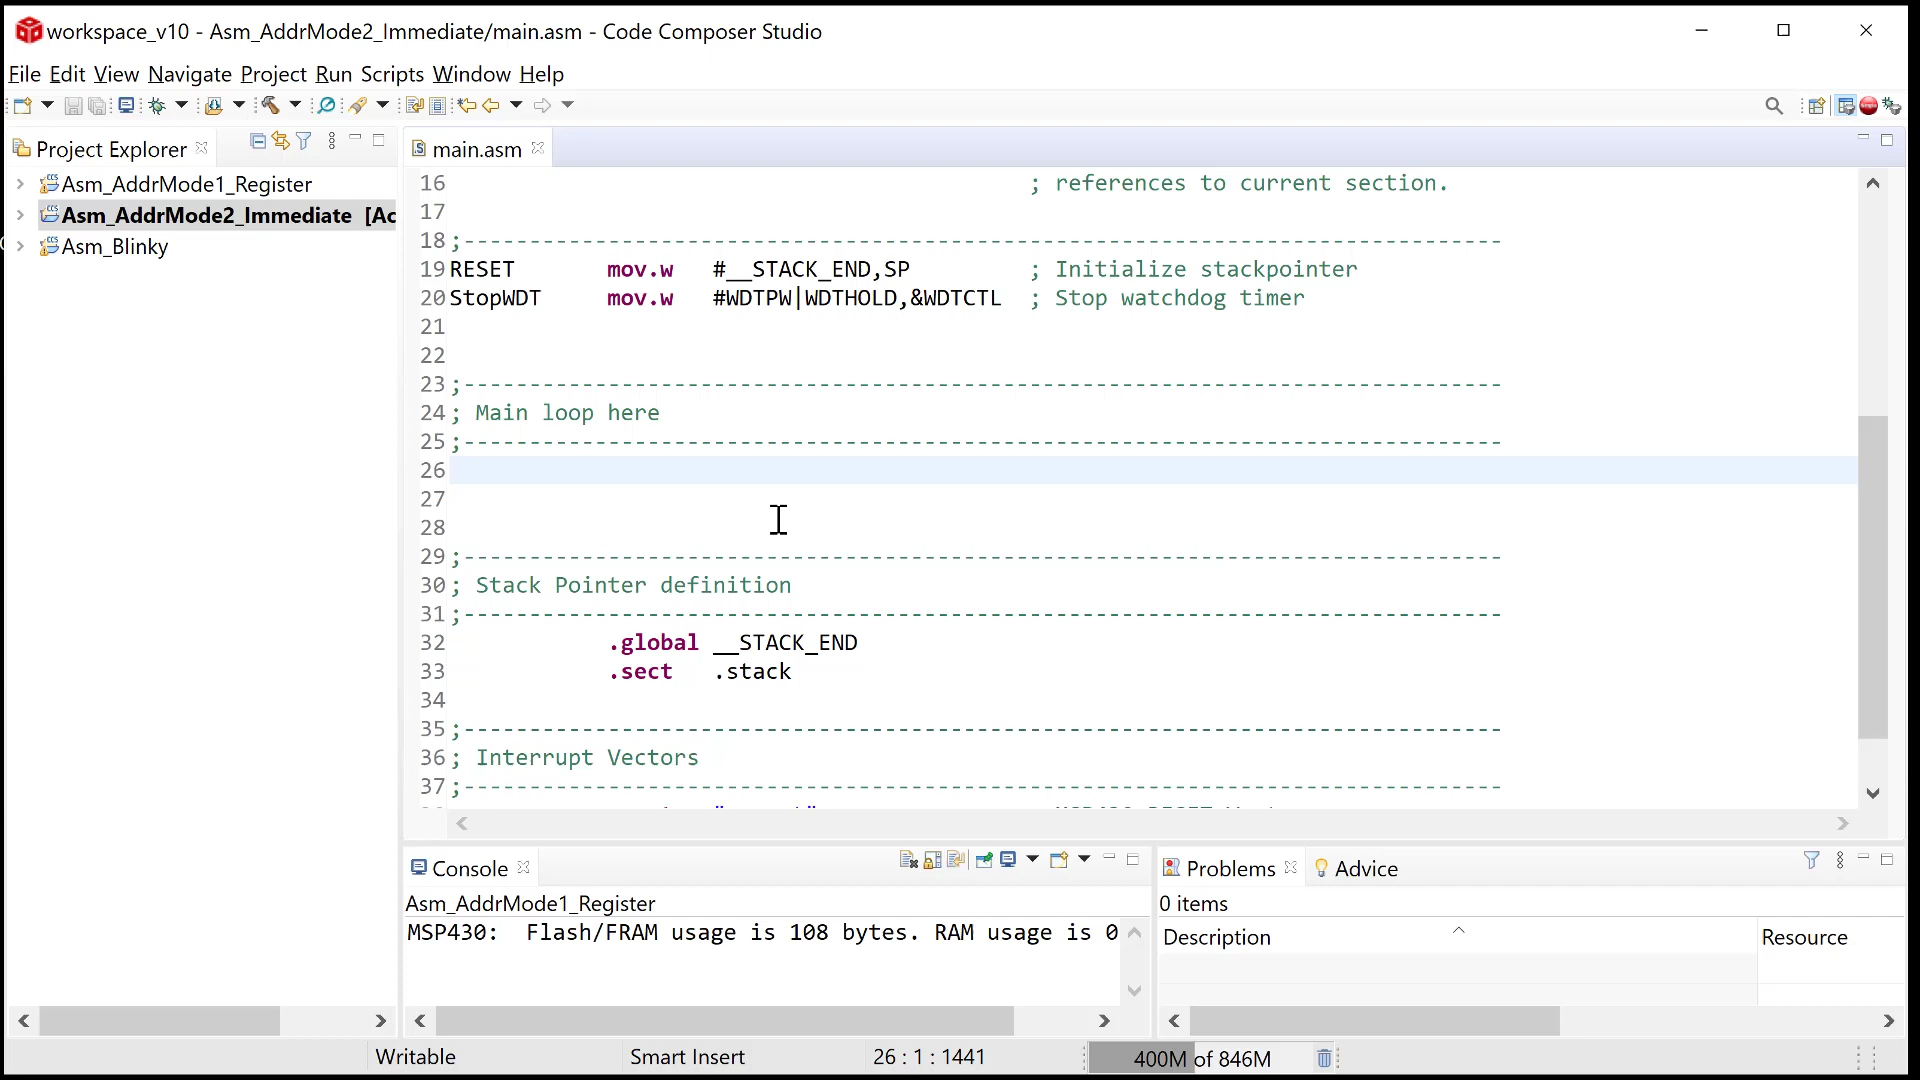 workspace_v10 - Asm_AddrMode2_Immediate/main.asm - Code Composer Studio
File Edit View Navigate Project Run Scripts Window Help
Project Explorer
Asm_AddrMode1_Register
Asm_AddrMode2_Immediate [Ac
Asm_Blinky
main.asm
16 ; references to current section.
17
18 ;-------------------------------------------------------------------------------
19 RESET mov.w #__STACK_END,SP ; Initialize stackpointer
20 StopWDT mov.w #WDTPW|WDTHOLD,&WDTCTL ; Stop watchdog timer
21
22
23 ;-------------------------------------------------------------------------------
24 ; Main loop here
25 ;-------------------------------------------------------------------------------
26
27
28
29 ;-------------------------------------------------------------------------------
30 ; Stack Pointer definition
31 ;-------------------------------------------------------------------------------
32 .global __STACK_END
33 .sect .stack
34
35 ;-------------------------------------------------------------------------------
36 ; Interrupt Vectors
37 ;-------------------------------------------------------------------------------
Console
Asm_AddrMode1_Register
MSP430: Flash/FRAM usage is 108 bytes. RAM usage is 0
Problems Advice
0 items
Description Resource
Writable Smart Insert 26 : 1 : 1441 400M of 846M